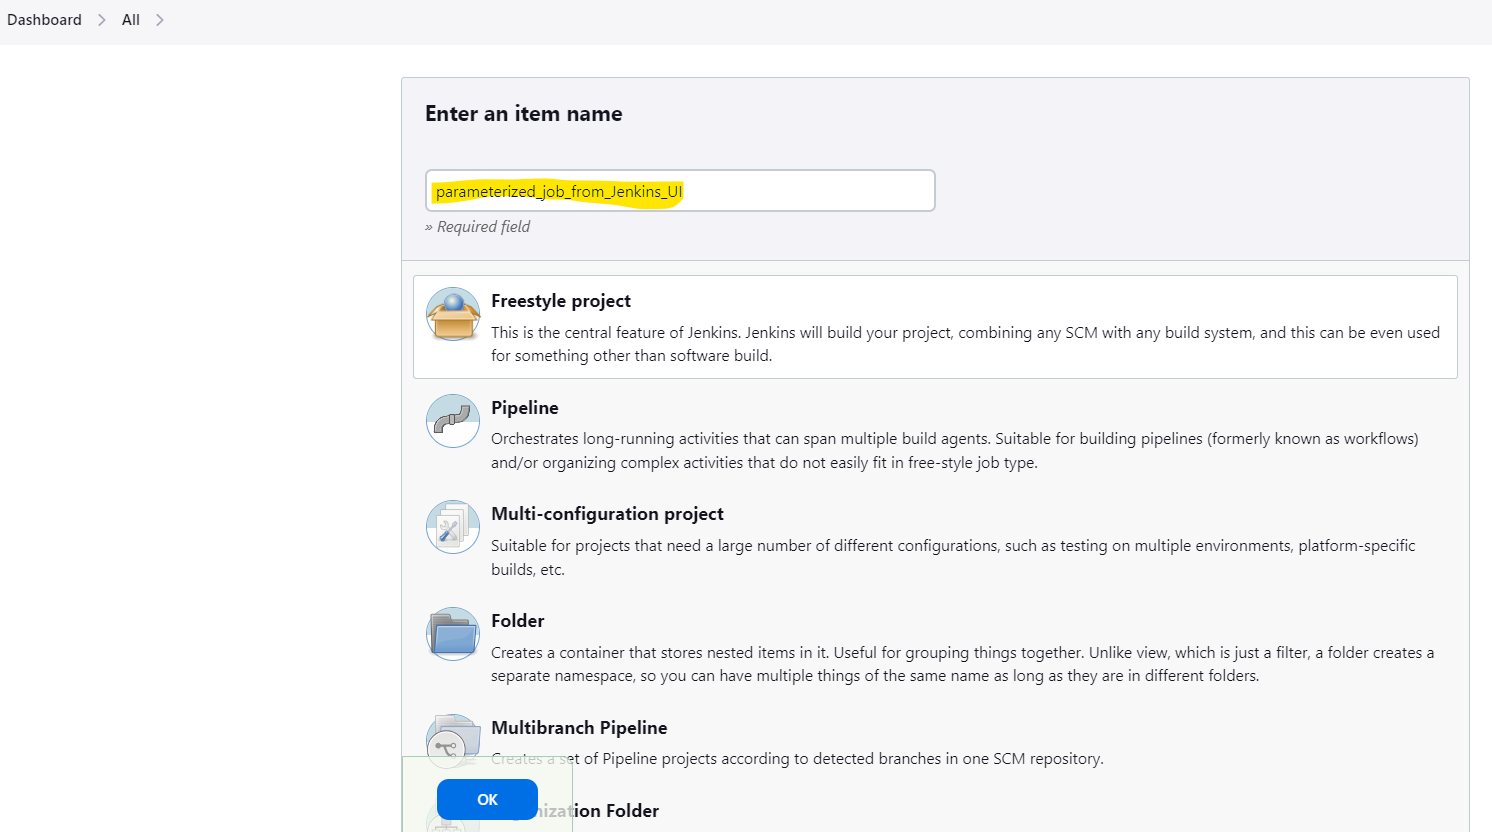 Dashboard > All >
Enter an item name
parameterized_job_from_Jenkins_UI
» Required field
Freestyle project
This is the central feature of Jenkins. Jenkins will build your project, combining any SCM with any build system, and this can be even used
for something other than software build.
Pipeline
Orchestrates long-running activities that can span multiple build agents. Suitable for building pipelines (formerly known as workflows)
and/or organizing complex activities that do not easily fit in free-style job type.
Multi-configuration project
Suitable for projects that need a large number of different configurations, such as testing on multiple environments, platform-specific
builds, etc.
Folder
Creates a container that stores nested items in it. Useful for grouping things together. Unlike view, which is just a filter, a folder creates a
separate namespace, so you can have multiple things of the same name as long as they are in different folders.
Multibranch Pipeline
Creates a set of Pipeline projects according to detected branches in one SCM repository.
OK
Folder